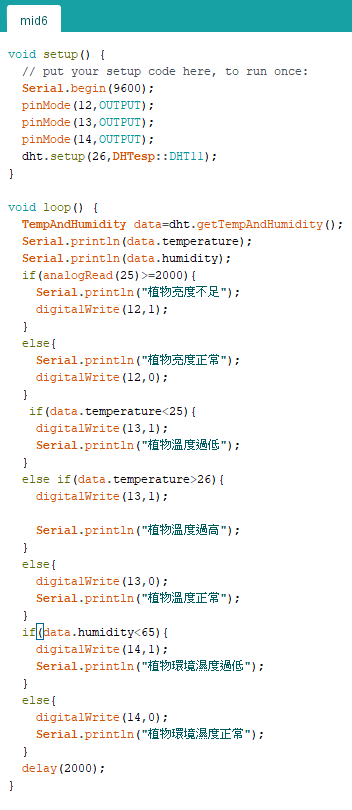 mid6
void setup() {
// put your setup code here, to run once:
Serial.begin(9600);
pinMode(12,OUTPUT);
pinMode(13,OUTPUT);
pinMode(14,OUTPUT);
dht.setup(26,DHTesp::DHT11);
}
void loop() {
TempAndHumidity data=dht.getTempAndHumidity();
Serial.println(data.temperature);
Serial.println(data.humidity);
if(analogRead(25)>=2000){
Serial.println("植物亮度不足");
digitalWrite(12,1);
}
else{
Serial.println("植物亮度正常");
digitalWrite(12,0);
}
if(data.temperature<25){
digitalWrite(13,1);
Serial.println("植物溫度過低");
}
else if(data.temperature>26){
digitalWrite(13,1);
Serial.println("植物溫度過高");
}
else{
digitalWrite(13,0);
Serial.println("植物溫度正常");
}
if(data.humidity<65){
digitalWrite(14,1);
Serial.println("植物環境濕度過低");
}
else{
digitalWrite(14,0);
Serial.println("植物環境濕度正常");
}
delay(2000);
}